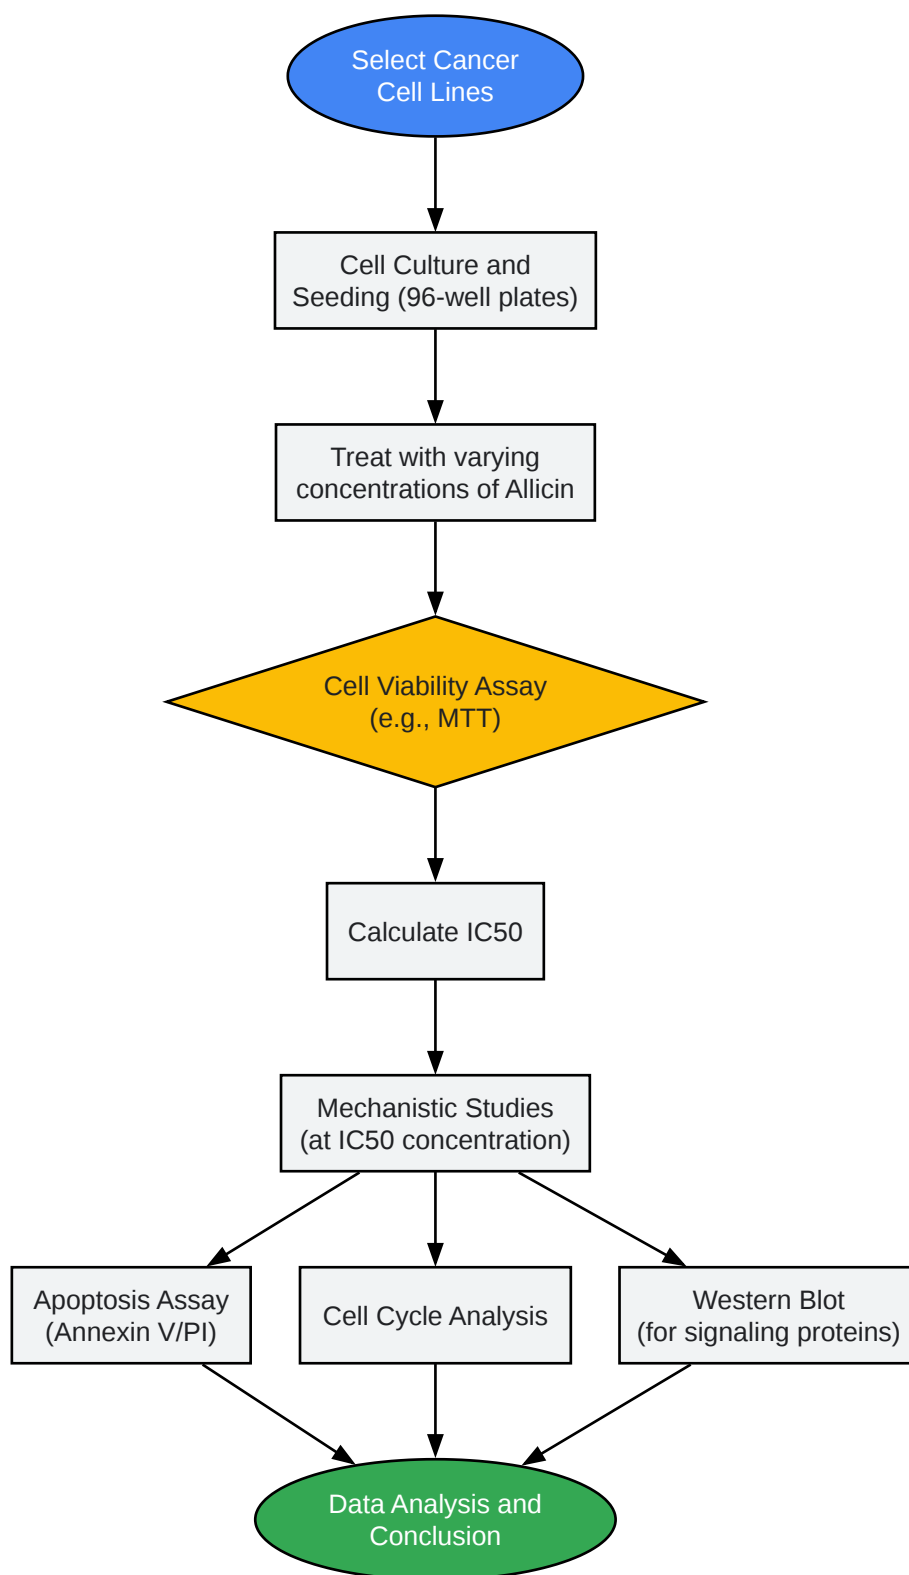 Select Cancer
Cell Lines
Cell Culture and
Seeding (96-well plates)
Treat with varying
concentrations of Allicin
Cell Viability Assay
(e.g., MTT)
Calculate IC50
Mechanistic Studies
(at IC50 concentration)
Apoptosis Assay
(Annexin V/PI)
Cell Cycle Analysis
Western Blot
(for signaling proteins)
Data Analysis and
Conclusion